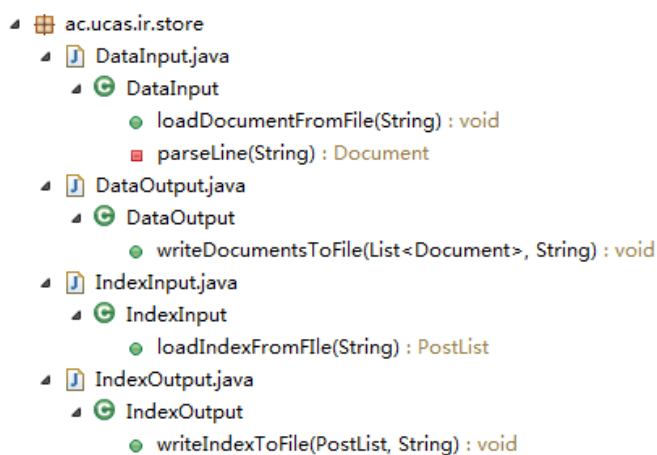 ac.ucas.ir.store
DataInput.java
DataInput
loadDocumentFromFile(String) : void
parseLine(String) : Document
DataOutput.java
DataOutput
writeDocumentsToFile(List<Document>, String) : void
IndexInput.java
IndexInput
loadIndexFromFIle(String) : PostList
IndexOutput.java
IndexOutput
writeIndexToFile(PostList, String) : void